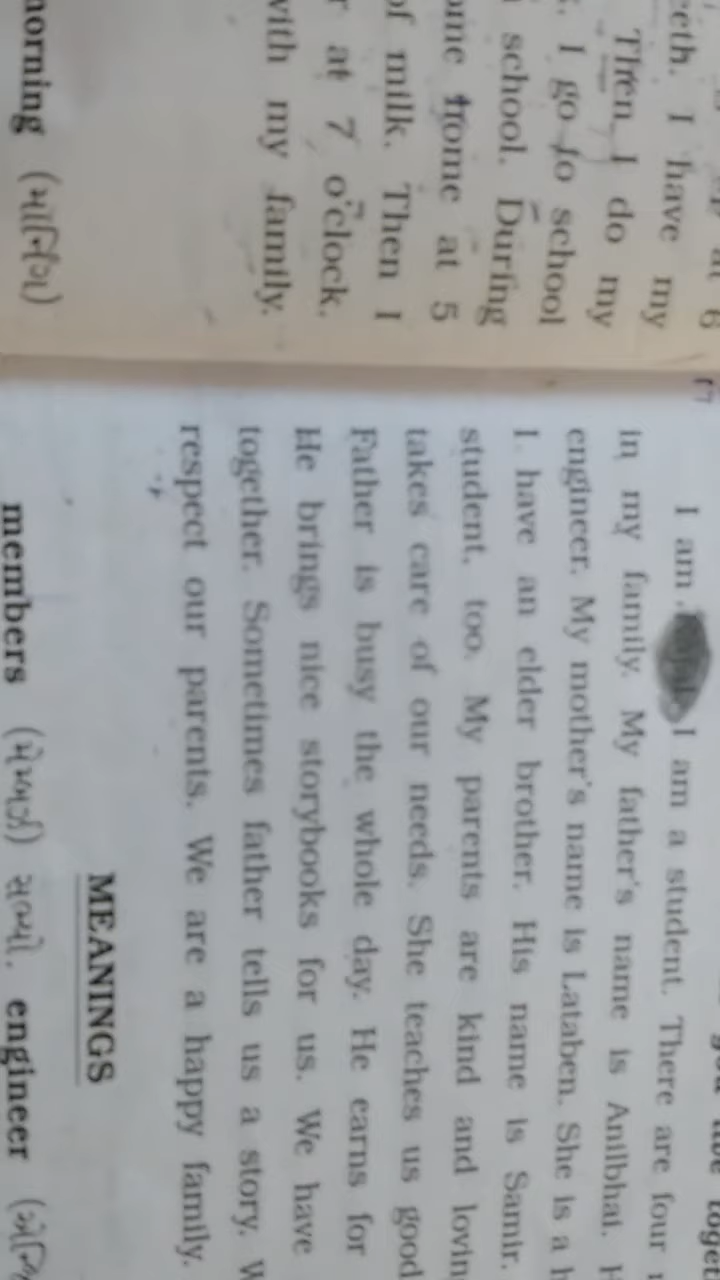 at 6
I have my
Then I do my
I go to school
school. During
home at 5
of milk. Then I
at 7 o'clock.
with my family.
morning (મોર્નિંગ)
I am I am a student. There are four
in my family. My father's name is Anilbhai.
engineer. My mother's name is Lataben. She is a
I have an elder brother. His name is Samir.
student, too. My parents are kind and
takes care of our needs. She teaches us good
Father is busy the whole day. He earns for
He brings nice storybooks for us. We have
together. Sometimes father tells us a story.
respect our parents. We are a happy family.
MEANINGS
members (મેમ્બર્સ) સભ્યો. engineer